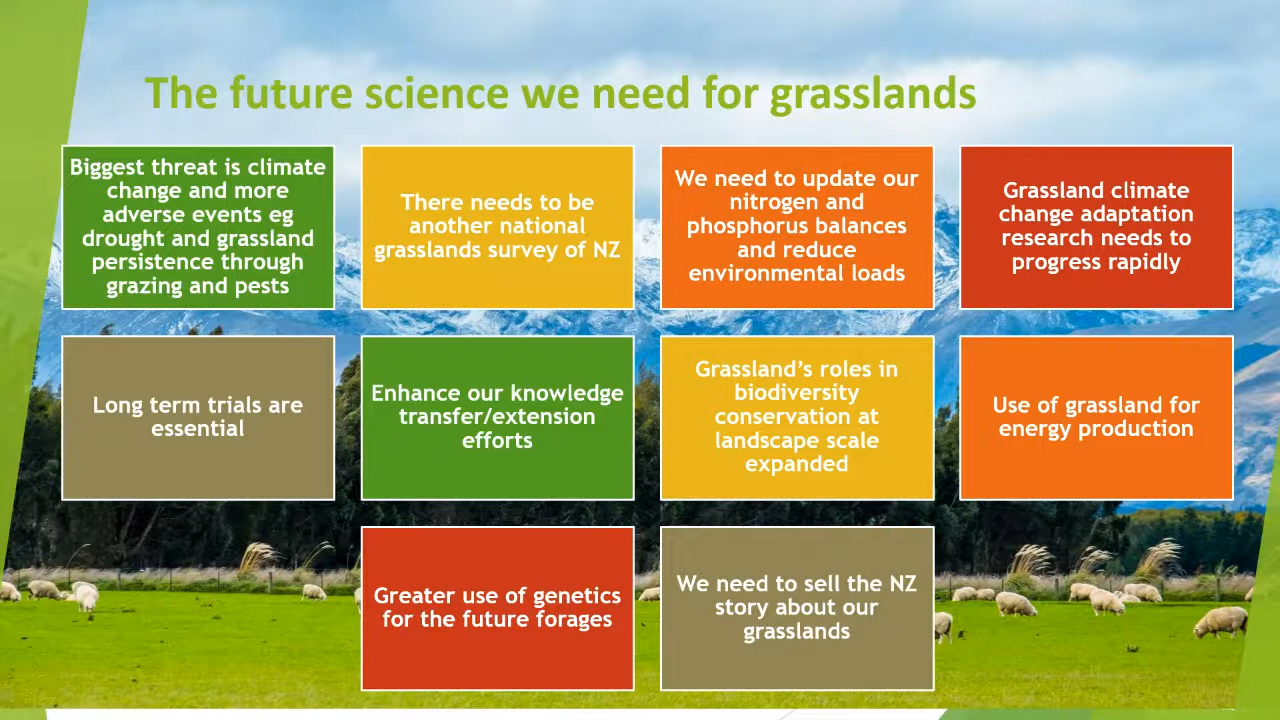 The future science we need for grasslands
Biggest threat is climate
change and more
adverse events eg
drought and grassland
persistence through
grazing and pests
There needs to be
another national
grasslands survey of NZ
We need to update our
nitrogen and
phosphorus balances
and reduce
environmental loads
Grassland climate
change adaptation
research needs to
progress rapidly
Long term trials are
essential
Enhance our knowledge
transfer/extension
efforts
Grassland’s roles in
biodiversity
conservation at
landscape scale
expanded
Use of grassland for
energy production
Greater use of genetics
for the future forages
We need to sell the NZ
story about our
grasslands